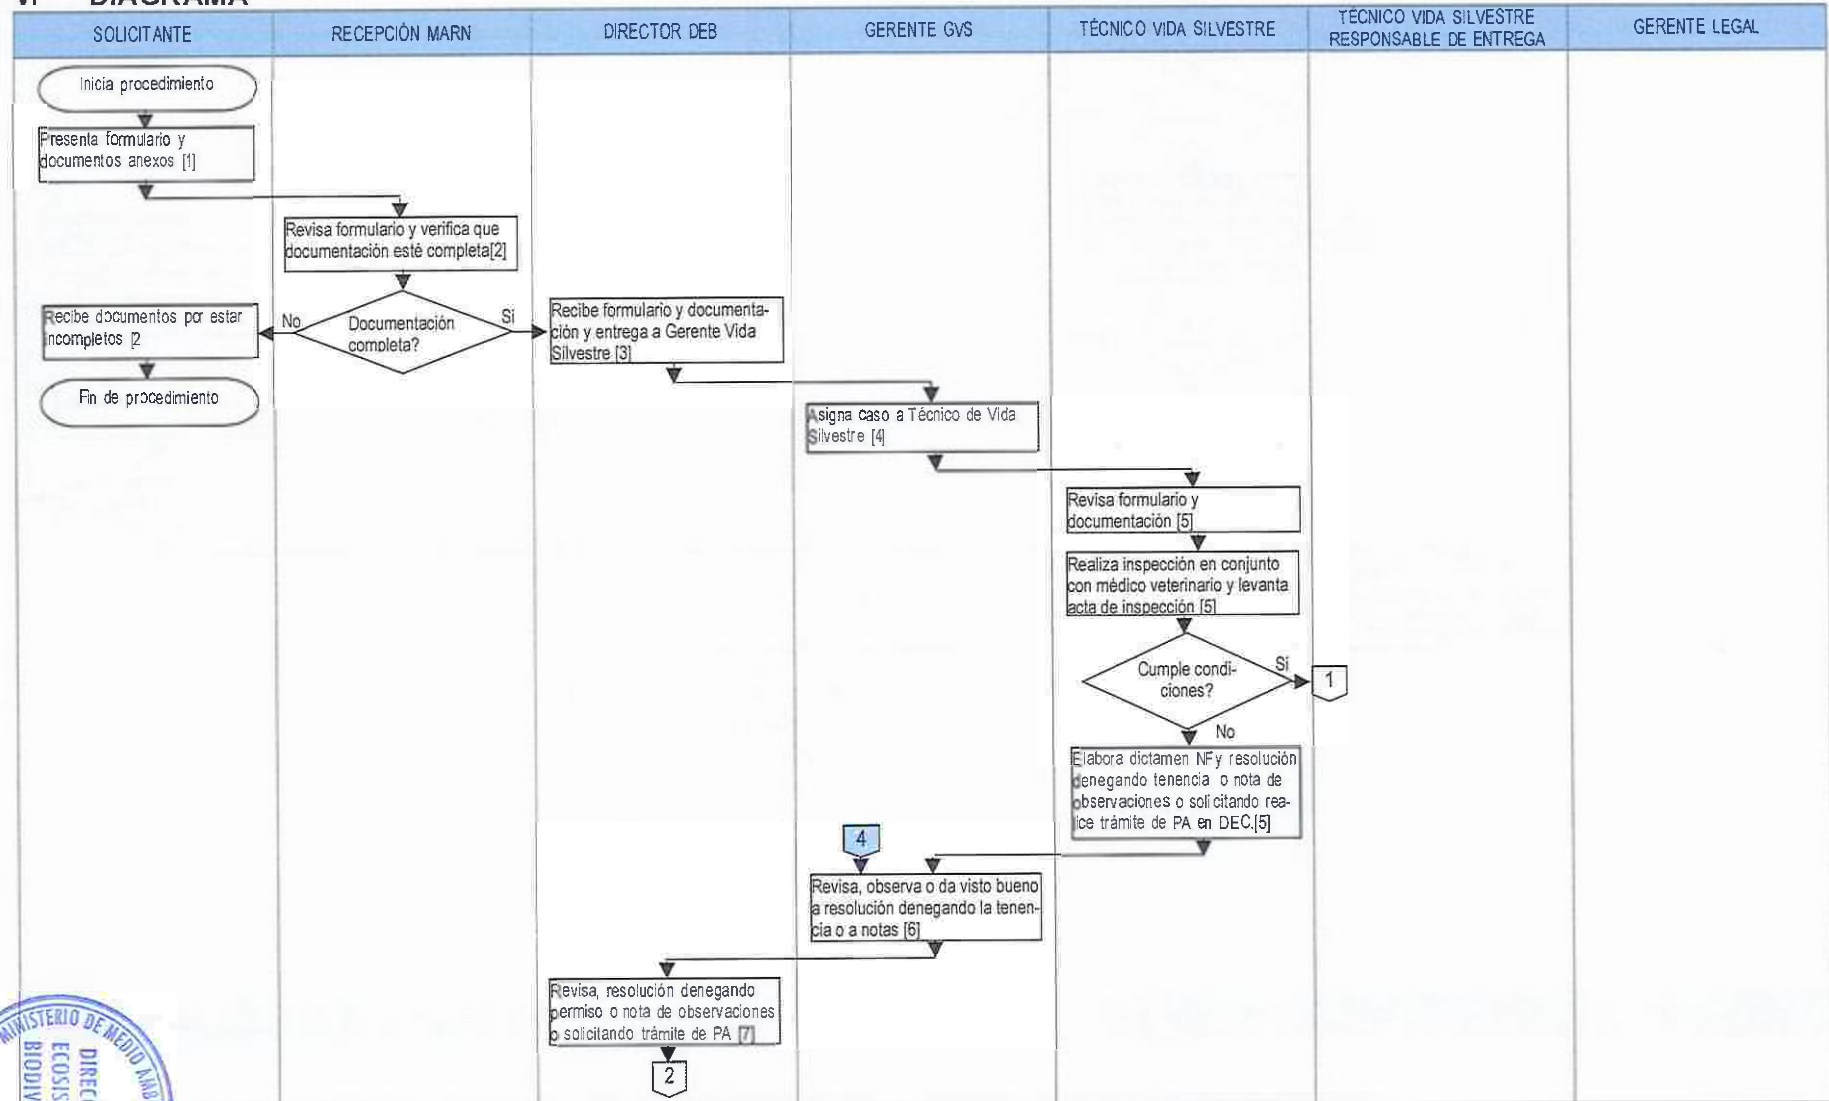 V. DIAGRAMA
SOLICITANTE
RECEPCIÓN MARN
DIRECTOR DEB
GERENTE GVS
TÉCNICO VIDA SILVESTRE
TÉCNICO VIDA SILVESTRE
RESPONSABLE DE ENTREGA
GERENTE LEGAL
Inicia procedimiento
Presenta formulario y
documentos anexos [1]
Revisa formulario y verifica que
documentación esté completa[2]
Documentación
completa?
No
Si
Recibe documentos por estar
incompletos [2
Fin de procedimiento
Recibe formulario y documenta-
ción y entrega a Gerente Vida
Silvestre [3]
Asigna caso a Técnico de Vida
Silvestre [4]
Revisa formulario y
documentación [5]
Realiza inspección en conjunto
con médico veterinario y levanta
acta de inspección [5]
Cumple condi-
ciones?
Si
1
No
Elabora dictamen NFy resolución
denegando tenencia o nota de
observaciones o solicitando rea-
lice trámite de PA en DEC.[5]
4
Revisa, observa o da visto bueno
a resolución denegando la tenen-
cia o a notas [6]
Revisa, resolución denegando
permiso o nota de observaciones
o solicitando trámite de PA [7]
2
MINISTERIO DE MEDIO AMB
DIREC
ECOSIS
BIODIV